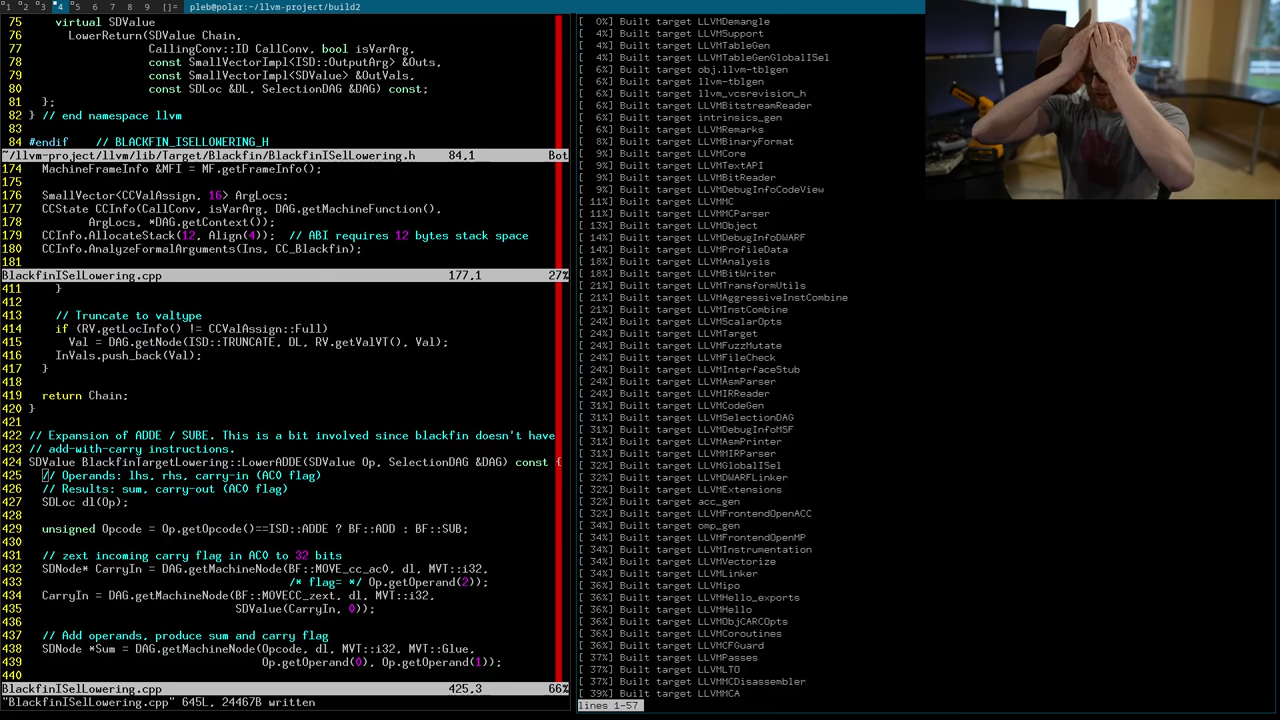 1 2 3 4 5 6 7 8 9 []= pleb@polar:~/llvm-project/build2
75 virtual SDValue
76 LowerReturn(SDValue Chain,
77 CallingConv::ID CallConv, bool isVarArg,
78 const SmallVectorImpl<ISD::OutputArg> &Outs,
79 const SmallVectorImpl<SDValue> &OutVals,
80 const SDLoc &DL, SelectionDAG &DAG) const;
81 };
82 } // end namespace llvm
83
84 #endif // BLACKFIN_ISELLOWERING_H
~/llvm-project/llvm/lib/Target/Blackfin/BlackfinISelLowering.h 84,1 Bot
174 MachineFrameInfo &MFI = MF.getFrameInfo();
175
176 SmallVector<CCValAssign, 16> ArgLocs;
177 CCState CCInfo(CallConv, isVarArg, DAG.getMachineFunction(),
178 ArgLocs, *DAG.getContext());
179 CCInfo.AllocateStack(12, Align(4)); // ABI requires 12 bytes stack space
180 CCInfo.AnalyzeFormalArguments(Ins, CC_Blackfin);
181
BlackfinISelLowering.cpp 177,1 27%
411 }
412
413 // Truncate to valtype
414 if (RV.getLocInfo() != CCValAssign::Full)
415 Val = DAG.getNode(ISD::TRUNCATE, DL, RV.getValVT(), Val);
416 InVals.push_back(Val);
417 }
418
419 return Chain;
420 }
421
422 // Expansion of ADDE / SUBE. This is a bit involved since blackfin doesn't have
423 // add-with-carry instructions.
424 SDValue BlackfinTargetLowering::LowerADDE(SDValue Op, SelectionDAG &DAG) const {
425 // Operands: lhs, rhs, carry-in (AC0 flag)
426 // Results: sum, carry-out (AC0 flag)
427 SDLoc dl(Op);
428
429 unsigned Opcode = Op.getOpcode()==ISD::ADDE ? BF::ADD : BF::SUB;
430
431 // zext incoming carry flag in AC0 to 32 bits
432 SDNode* CarryIn = DAG.getMachineNode(BF::MOVE_cc_ac0, dl, MVT::i32,
433 /* flag= */ Op.getOperand(2));
434 CarryIn = DAG.getMachineNode(BF::MOVECC_zext, dl, MVT::i32,
435 SDValue(CarryIn, 0));
436
437 // Add operands, produce sum and carry flag
438 SDNode *Sum = DAG.getMachineNode(Opcode, dl, MVT::i32, MVT::Glue,
439 Op.getOperand(0), Op.getOperand(1));
440
BlackfinISelLowering.cpp 425,3 66%
"BlackfinISelLowering.cpp" 645L, 24467B written
[ 0%] Built target LLVMDemangle
[ 4%] Built target LLVMSupport
[ 4%] Built target LLVMTableGen
[ 4%] Built target LLVMTableGenGlobalISel
[ 6%] Built target obj.llvm-tblgen
[ 6%] Built target llvm-tblgen
[ 6%] Built target llvm_vcsrevision_h
[ 6%] Built target LLVMBitstreamReader
[ 6%] Built target intrinsics_gen
[ 6%] Built target LLVMRemarks
[ 8%] Built target LLVMBinaryFormat
[ 9%] Built target LLVMCore
[ 9%] Built target LLVMTextAPI
[ 9%] Built target LLVMBitReader
[ 9%] Built target LLVMDebugInfoCodeView
[ 11%] Built target LLVMMC
[ 11%] Built target LLVMMCParser
[ 13%] Built target LLVMObject
[ 14%] Built target LLVMDebugInfoDWARF
[ 14%] Built target LLVMProfileData
[ 18%] Built target LLVMAnalysis
[ 18%] Built target LLVMBitWriter
[ 21%] Built target LLVMTransformUtils
[ 21%] Built target LLVMAggressiveInstCombine
[ 21%] Built target LLVMInstCombine
[ 24%] Built target LLVMScalarOpts
[ 24%] Built target LLVMTarget
[ 24%] Built target LLVMFuzzMutate
[ 24%] Built target LLVMFileCheck
[ 24%] Built target LLVMInterfaceStub
[ 24%] Built target LLVMAsmParser
[ 24%] Built target LLVMIRReader
[ 31%] Built target LLVMCodeGen
[ 31%] Built target LLVMSelectionDAG
[ 31%] Built target LLVMDebugInfoMSF
[ 31%] Built target LLVMAsmPrinter
[ 31%] Built target LLVMMIRParser
[ 32%] Built target LLVMGlobalISel
[ 32%] Built target LLVMDWARFLinker
[ 32%] Built target LLVMExtensions
[ 32%] Built target acc_gen
[ 32%] Built target LLVMFrontendOpenACC
[ 34%] Built target omp_gen
[ 34%] Built target LLVMFrontendOpenMP
[ 34%] Built target LLVMInstrumentation
[ 34%] Built target LLVMVectorize
[ 34%] Built target LLVMLinker
[ 36%] Built target LLVMipo
[ 36%] Built target LLVMHello_exports
[ 36%] Built target LLVMHello
[ 36%] Built target LLVMObjCARCOpts
[ 36%] Built target LLVMCoroutines
[ 36%] Built target LLVMCFGuard
[ 37%] Built target LLVMPasses
[ 37%] Built target LLVMLTO
[ 37%] Built target LLVMMCDisassembler
[ 39%] Built target LLVMMCA
lines 1-57